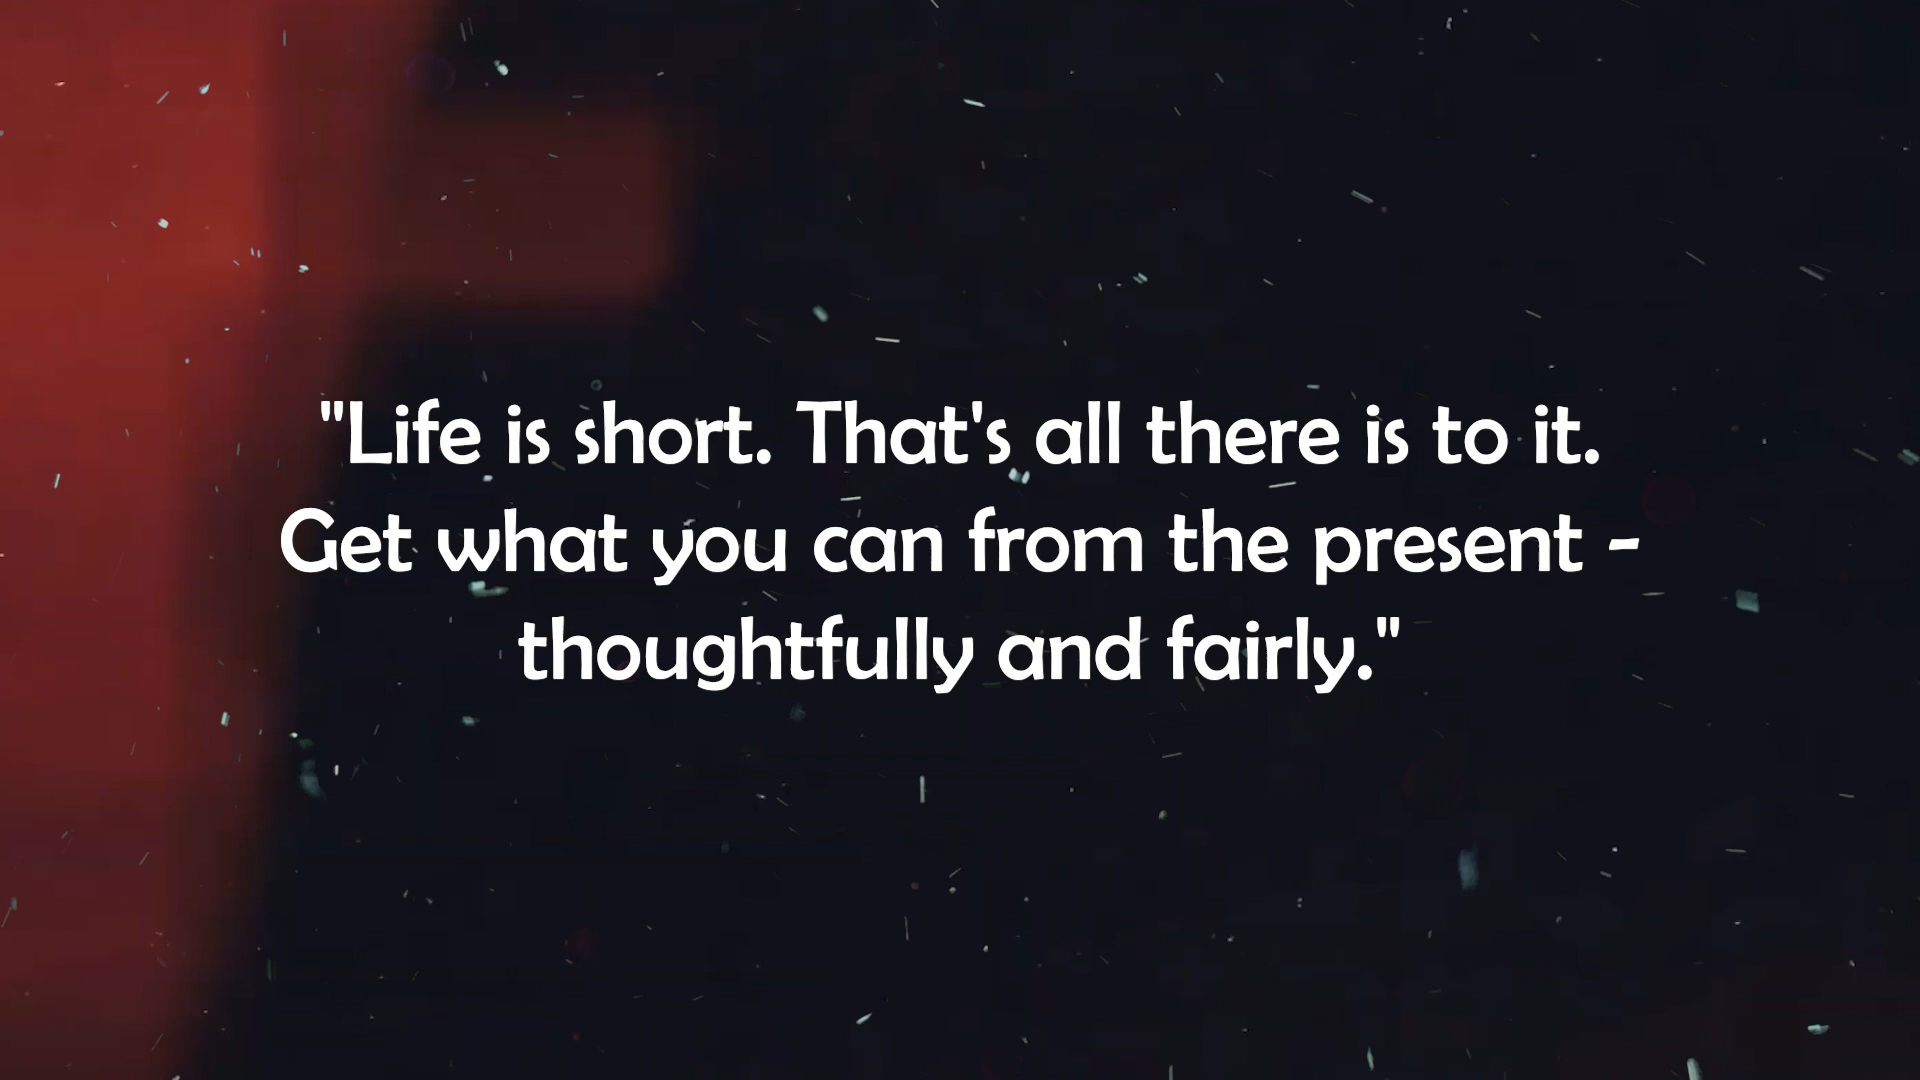 "Life is short. That's all there is to it.
Get what you can from the present -
thoughtfully and fairly."